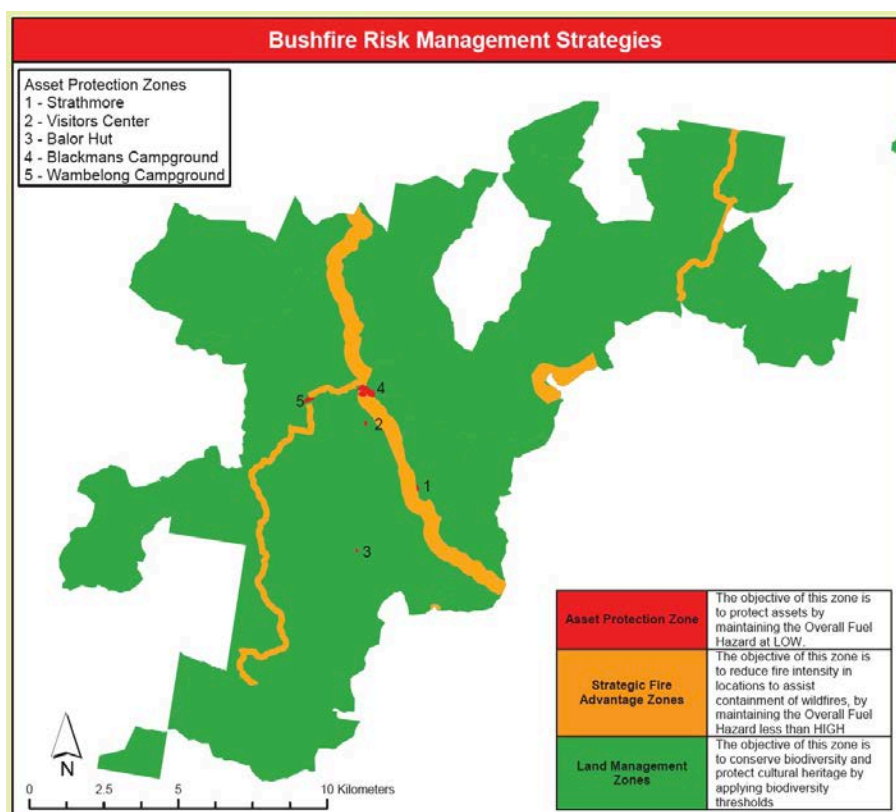 Bushfire Risk Management Strategies
Asset Protection Zones
1 - Strathmore
2 - Visitors Center
3 - Balor Hut
4 - Blackmans Campground
5 - Wambelong Campground
4
5
2
1
3
Asset Protection Zone
The objective of this zone is
to protect assets by
maintaining the Overall Fuel
Hazard at LOW.
Strategic Fire
Advantage Zones
The objective of this zone is
to reduce fire intensity in
locations to assist
containment of wildfires, by
maintaining the Overall Fuel
Hazard less than HIGH
Land Management
Zones
The objective of this zone is
to conserve biodiversity and
protect cultural heritage by
applying biodiversity
thresholds
N
0 2.5 5 10 Kilometers